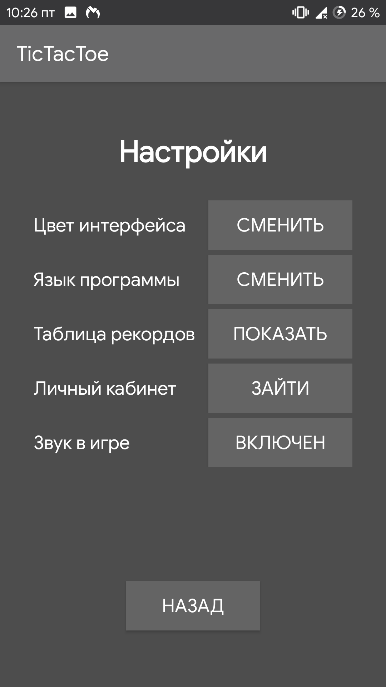 10:26 пт 26 %
TicTacToe
Настройки
Цвет интерфейса СМЕНИТЬ
Язык программы СМЕНИТЬ
Таблица рекордов ПОКАЗАТЬ
Личный кабинет ЗАЙТИ
Звук в игре ВКЛЮЧЕН
НАЗАД